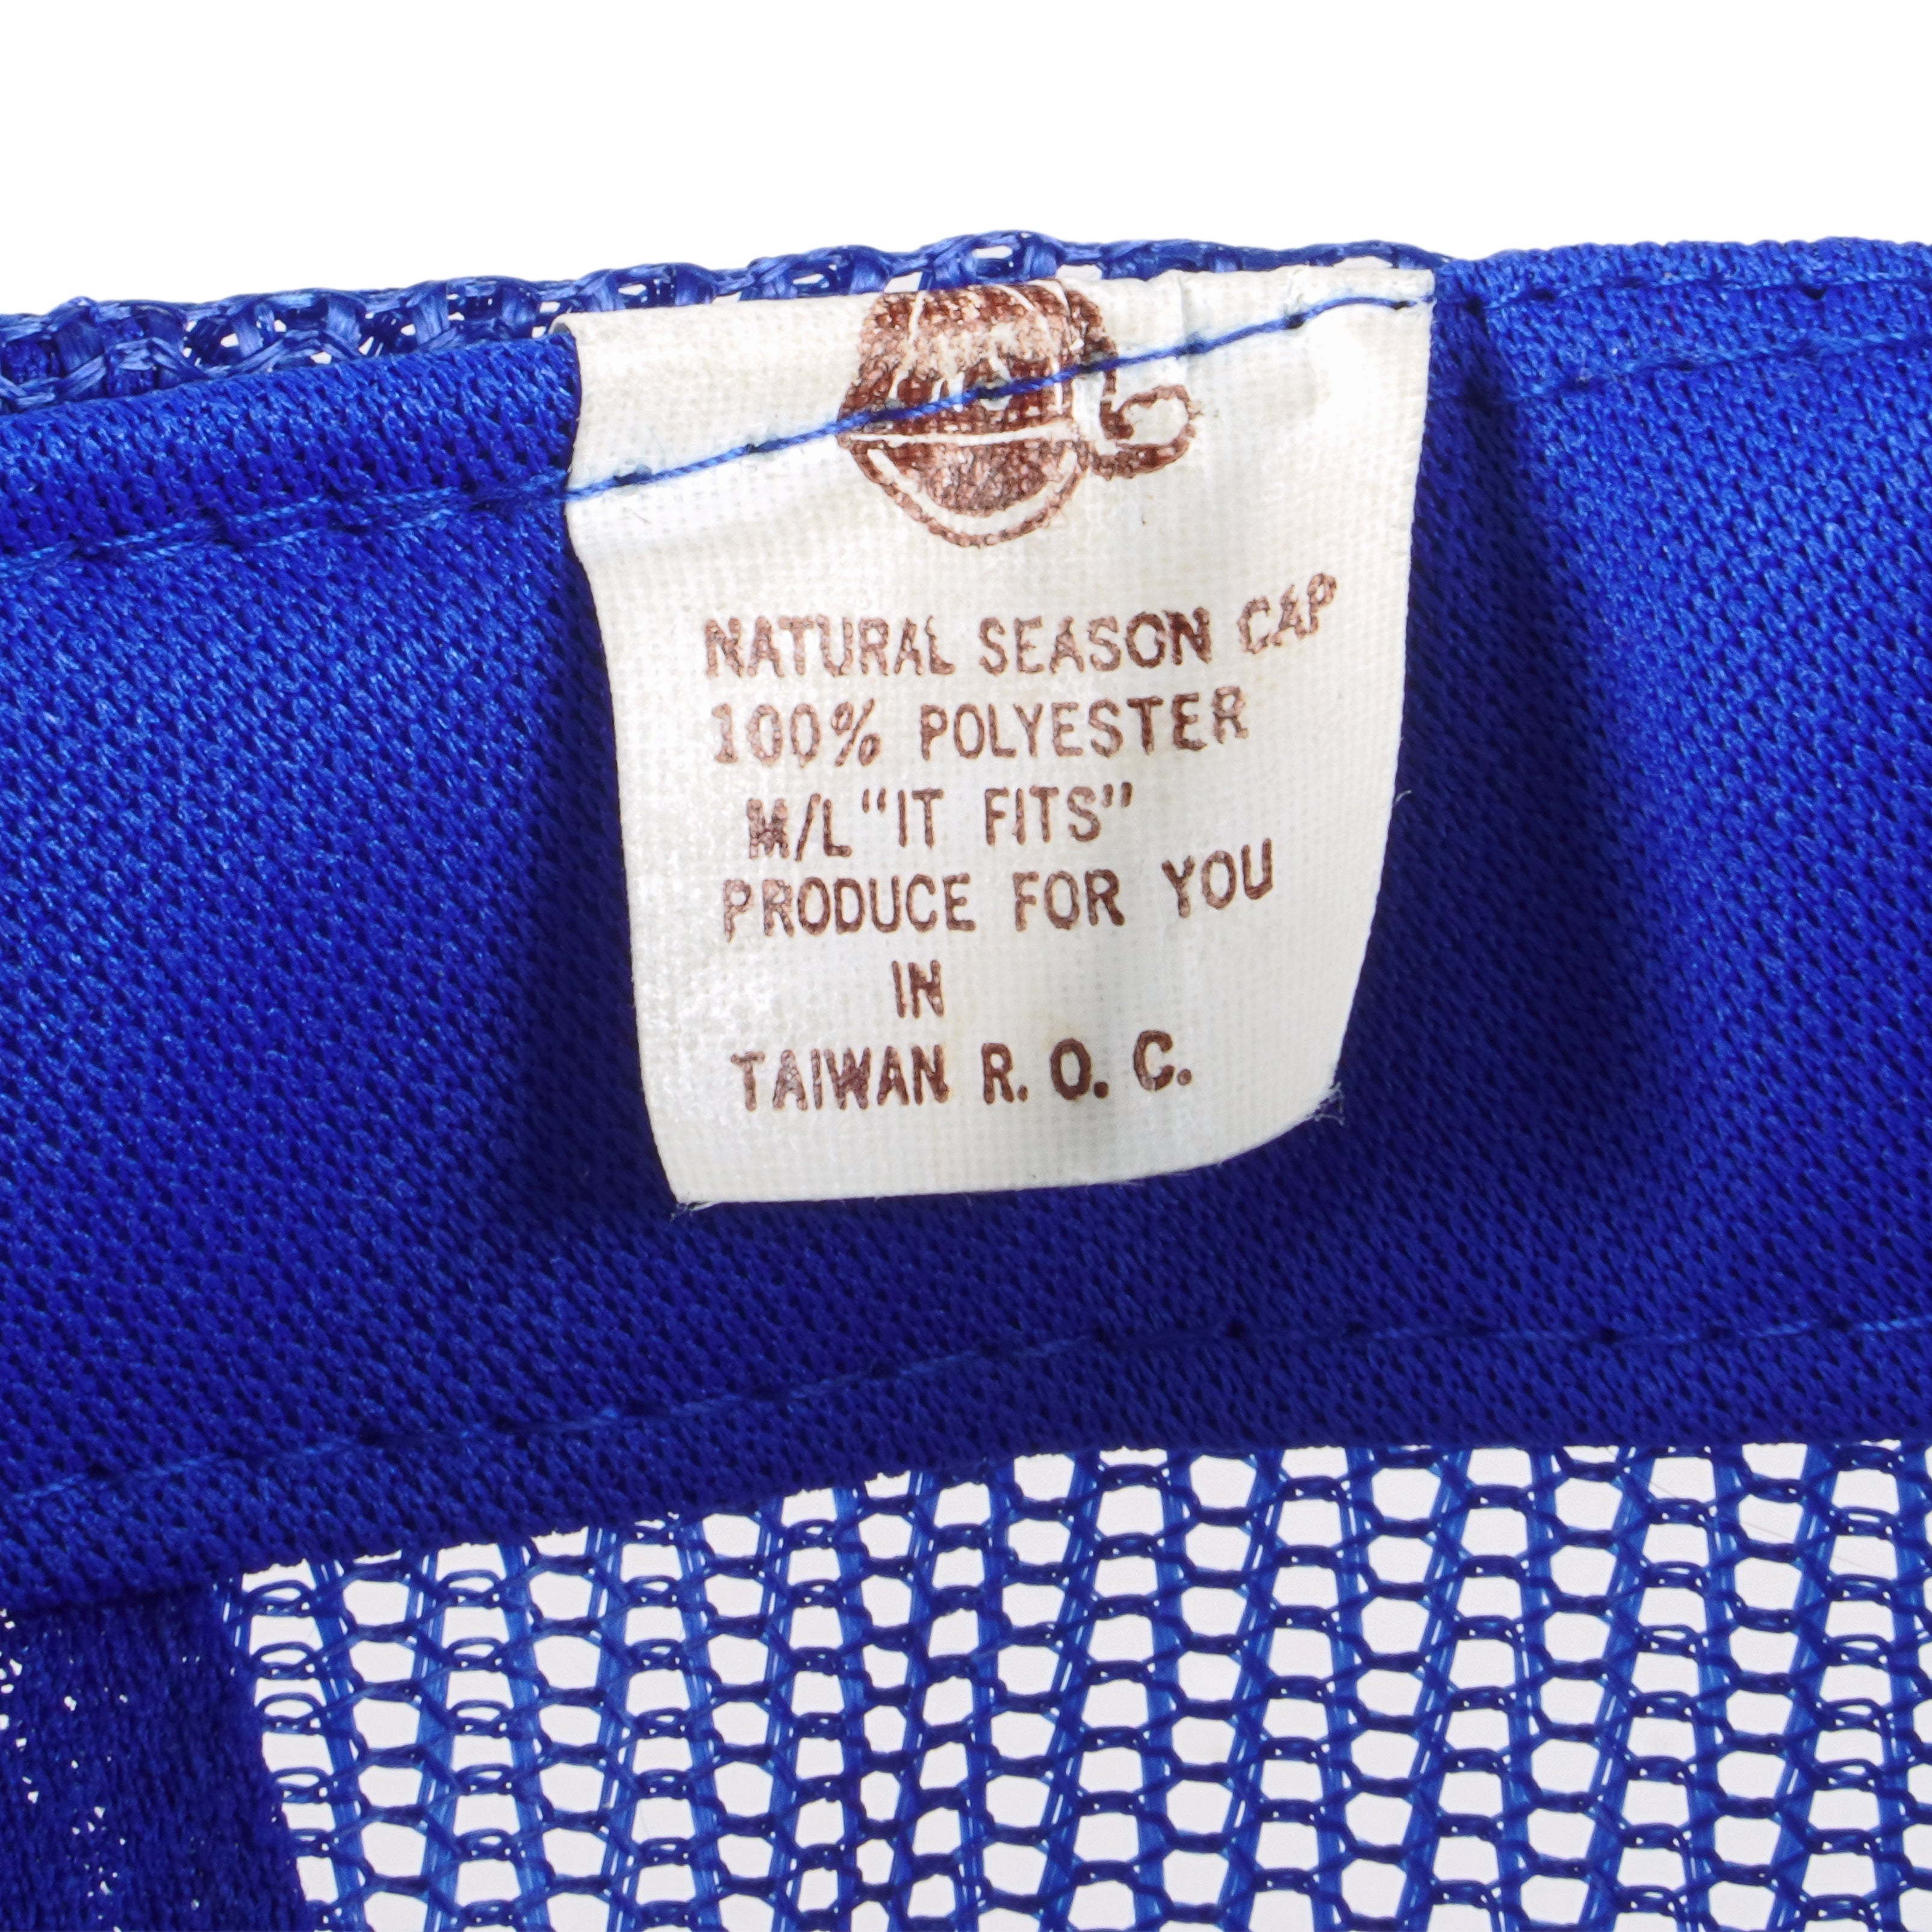 NATURAL SEASON CAP
100% POLYESTER
M/L "IT FITS"
PRODUCE FOR YOU
IN
TAIWAN R. O. C.